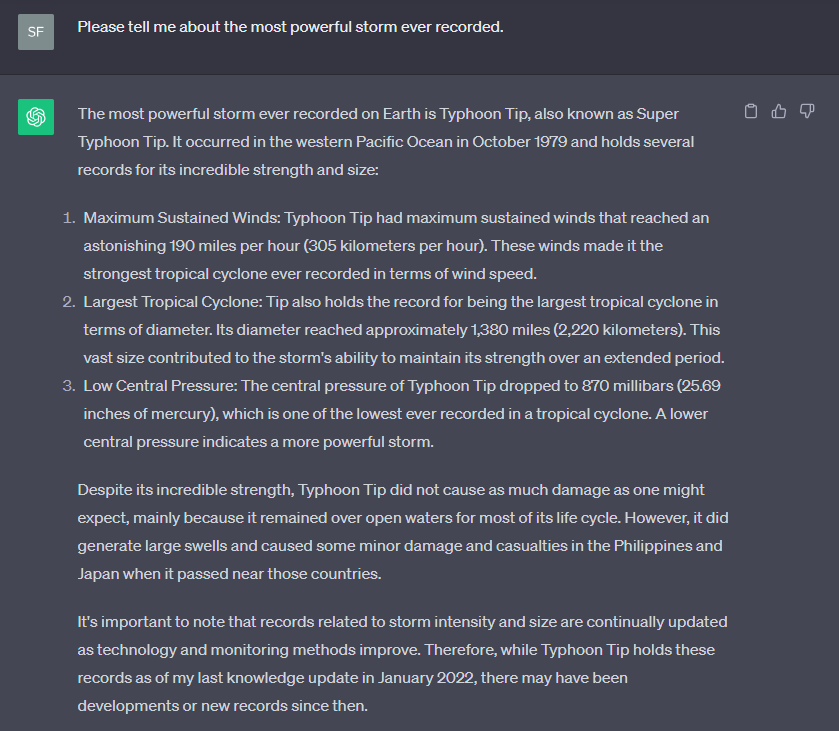 SF
Please tell me about the most powerful storm ever recorded.
The most powerful storm ever recorded on Earth is Typhoon Tip, also known as Super
Typhoon Tip. It occurred in the western Pacific Ocean in October 1979 and holds several
records for its incredible strength and size:
1. Maximum Sustained Winds: Typhoon Tip had maximum sustained winds that reached an
astonishing 190 miles per hour (305 kilometers per hour). These winds made it the
strongest tropical cyclone ever recorded in terms of wind speed.
2. Largest Tropical Cyclone: Tip also holds the record for being the largest tropical cyclone in
terms of diameter. Its diameter reached approximately 1,380 miles (2,220 kilometers). This
vast size contributed to the storm's ability to maintain its strength over an extended period.
3. Low Central Pressure: The central pressure of Typhoon Tip dropped to 870 millibars (25.69
inches of mercury), which is one of the lowest ever recorded in a tropical cyclone. A lower
central pressure indicates a more powerful storm.
Despite its incredible strength, Typhoon Tip did not cause as much damage as one might
expect, mainly because it remained over open waters for most of its life cycle. However, it did
generate large swells and caused some minor damage and casualties in the Philippines and
Japan when it passed near those countries.
It's important to note that records related to storm intensity and size are continually updated
as technology and monitoring methods improve. Therefore, while Typhoon Tip holds these
records as of my last knowledge update in January 2022, there may have been
developments or new records since then.